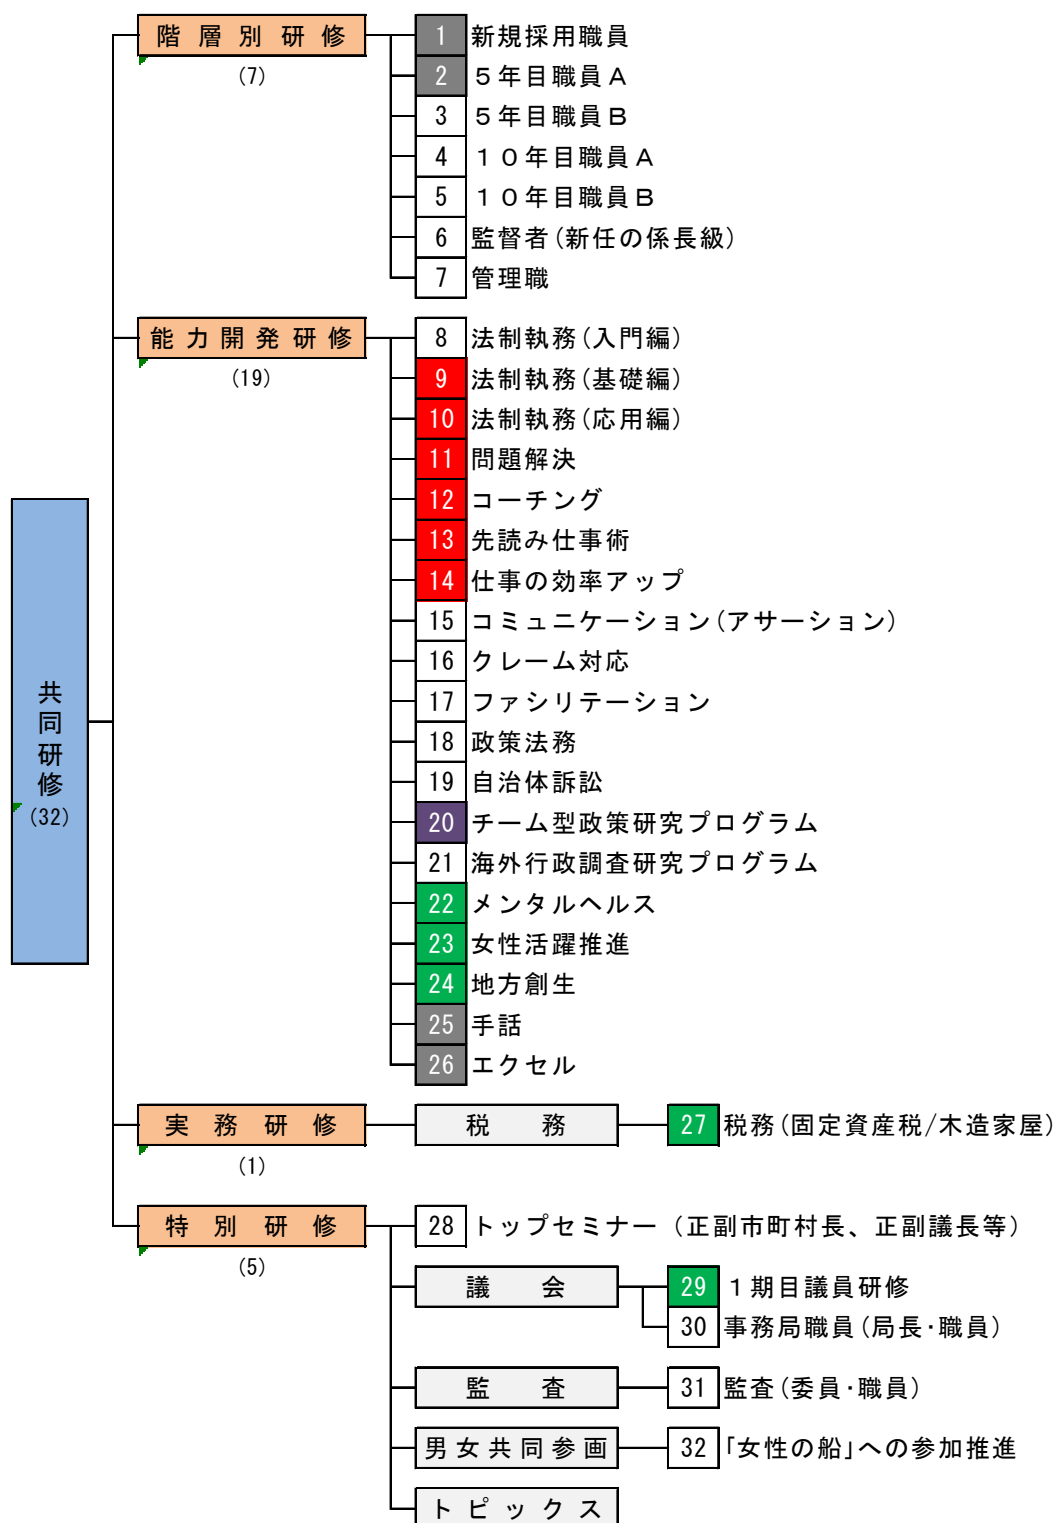 共同研修
(32)
階層別研修
(7)
1 新規採用職員
2 5年目職員A
3 5年目職員B
4 10年目職員A
5 10年目職員B
6 監督者(新任の係長級)
7 管理職
能力開発研修
(19)
8 法制執務(入門編)
9 法制執務(基礎編)
10 法制執務(応用編)
11 問題解決
12 コーチング
13 先読み仕事術
14 仕事の効率アップ
15 コミュニケーション(アサーション)
16 クレーム対応
17 ファシリテーション
18 政策法務
19 自治体訴訟
20 チーム型政策研究プログラム
21 海外行政調査研究プログラム
22 メンタルヘルス
23 女性活躍推進
24 地方創生
25 手話
26 エクセル
実務研修
(1)
税務
27 税務(固定資産税/木造家屋)
特別研修
(5)
28 トップセミナー(正副市町村長、正副議長等)
議会
29 1期目議員研修
30 事務局職員(局長・職員)
監査
31 監査(委員・職員)
男女共同参画
32 「女性の船」への参加推進
トピックス